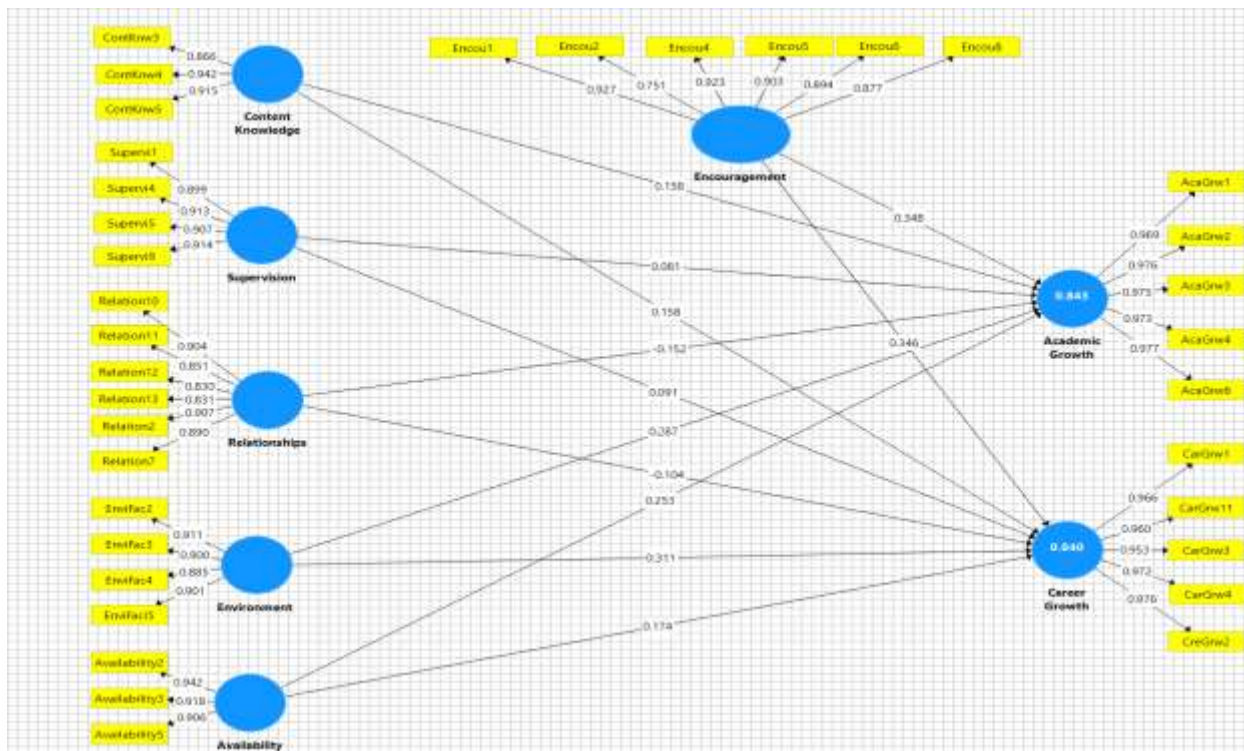 ContKnw3
0.866
ContKnw4
0.942
ContKnw5
0.915
Content
Knowledge
Supervi1
0.899
Supervi4
0.913
Supervi5
0.907
Supervi8
0.914
Supervision
Relation10
0.904
Relation11
0.851
Relation12
0.830
Relation13
0.831
Relation2
0.907
Relation7
0.890
Relationships
EnviFac2
0.911
EnviFac3
0.900
EnviFac4
0.885
EnviFact5
0.901
Environment
Availability2
0.942
Availability3
0.918
Availability5
0.906
Availability
Encou1
Encou2
Encou4
Encou5
Encou6
Encou8
0.927
0.751
0.923
0.903
0.894
0.877
Encouragement
0.158
0.348
0.081
0.158
0.346
-0.152
0.091
-0.104
0.253
0.311
0.174
AcaGrw1
0.969
AcaGrw2
0.976
AcaGrw3
0.975
AcaGrw4
0.973
0.977
0.843
Academic
Growth
CarGrw1
0.966
CarGrw11
0.960
CarGrw3
0.953
CarGrw4
0.972
CreGrw2
0.976
Career
Growth